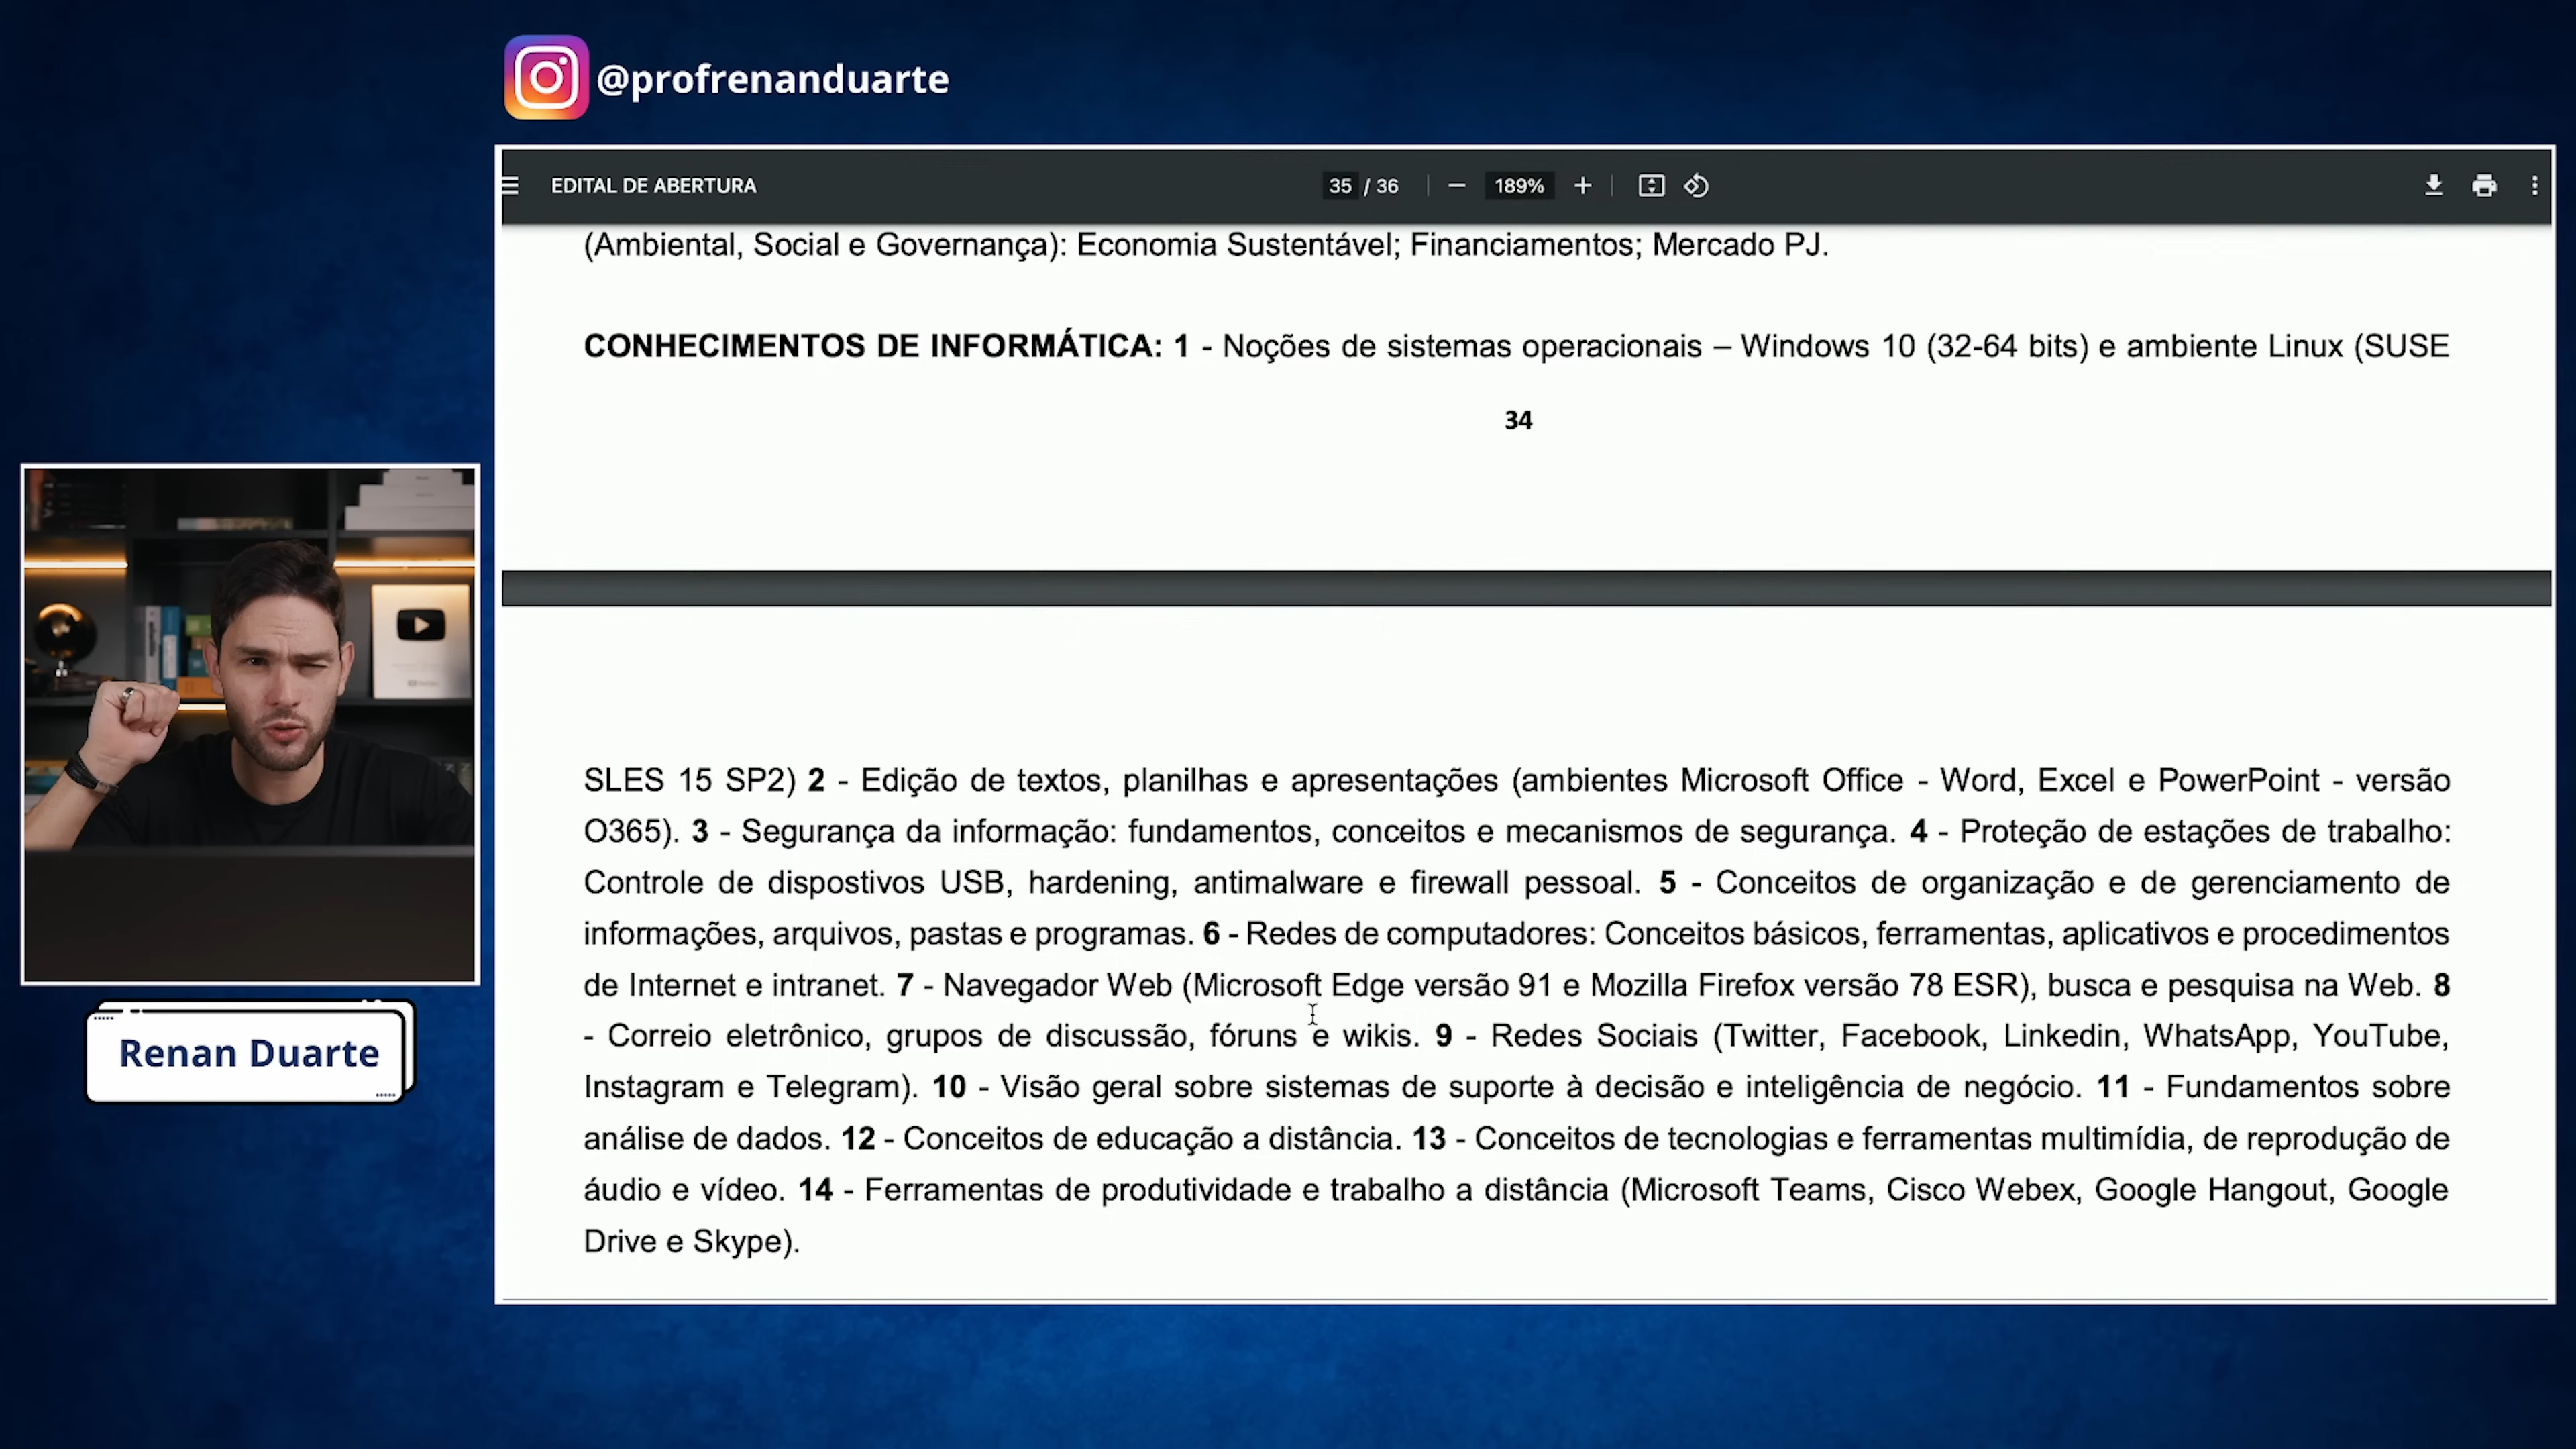 @profrenanduarte
EDITAL DE ABERTURA
35 / 36
189%
(Ambiental, Social e Governança): Economia Sustentável; Financiamentos; Mercado PJ.
CONHECIMENTOS DE INFORMÁTICA: 1 - Noções de sistemas operacionais – Windows 10 (32-64 bits) e ambiente Linux (SUSE
34
SLES 15 SP2) 2 - Edição de textos, planilhas e apresentações (ambientes Microsoft Office - Word, Excel e PowerPoint - versão
O365). 3 - Segurança da informação: fundamentos, conceitos e mecanismos de segurança. 4 - Proteção de estações de trabalho:
Controle de dispostivos USB, hardening, antimalware e firewall pessoal. 5 - Conceitos de organização e de gerenciamento de
informações, arquivos, pastas e programas. 6 - Redes de computadores: Conceitos básicos, ferramentas, aplicativos e procedimentos
de Internet e intranet. 7 - Navegador Web (Microsoft Edge versão 91 e Mozilla Firefox versão 78 ESR), busca e pesquisa na Web. 8
- Correio eletrônico, grupos de discussão, fóruns e wikis. 9 - Redes Sociais (Twitter, Facebook, Linkedin, WhatsApp, YouTube,
Instagram e Telegram). 10 - Visão geral sobre sistemas de suporte à decisão e inteligência de negócio. 11 - Fundamentos sobre
análise de dados. 12 - Conceitos de educação a distância. 13 - Conceitos de tecnologias e ferramentas multimídia, de reprodução de
áudio e vídeo. 14 - Ferramentas de produtividade e trabalho a distância (Microsoft Teams, Cisco Webex, Google Hangout, Google
Drive e Skype).
Renan Duarte